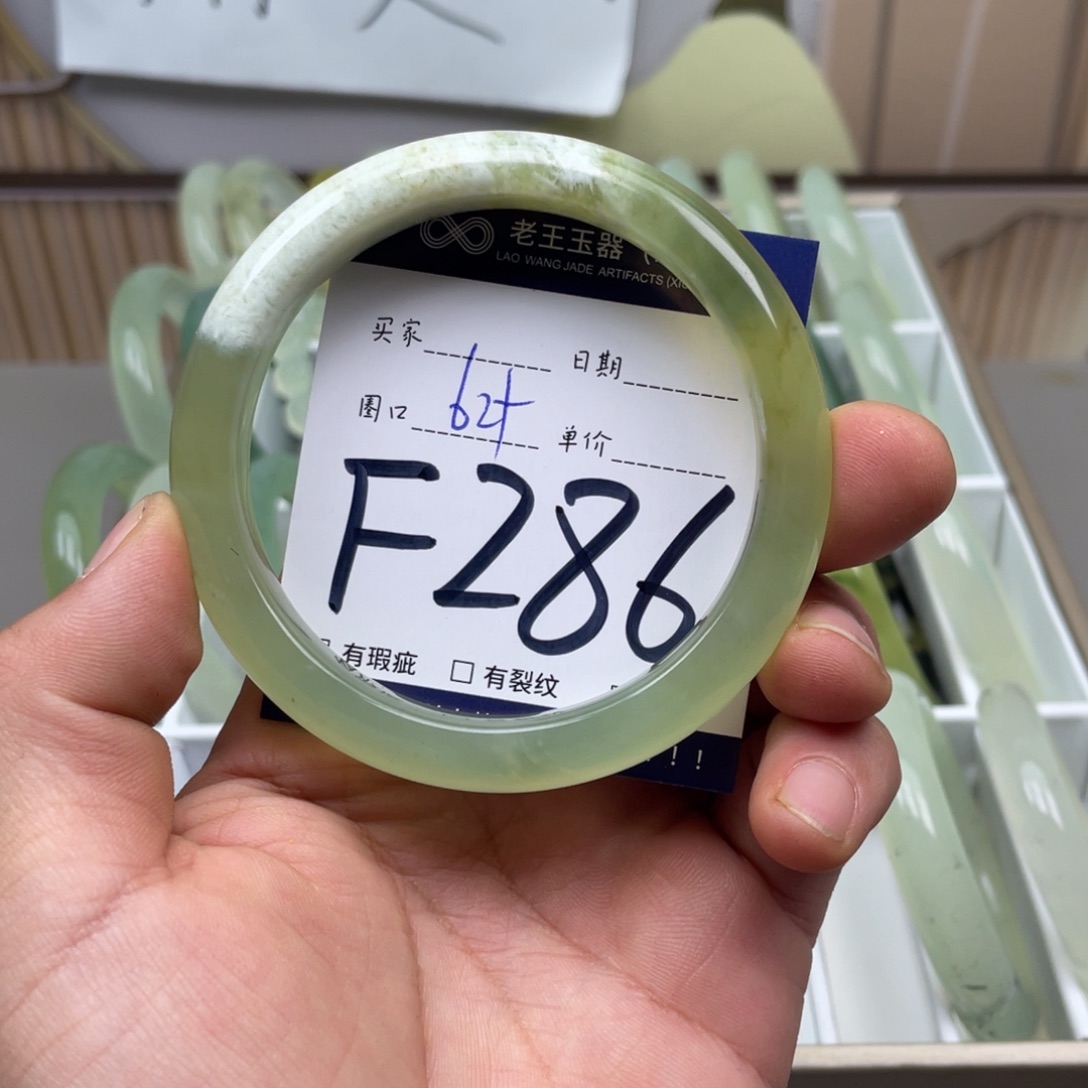 老王玉器
LAO WANG JADE ARTIFACTS
买家 日期
圈口 62+ 单价
F286
有瑕疵 □ 有裂纹
!!